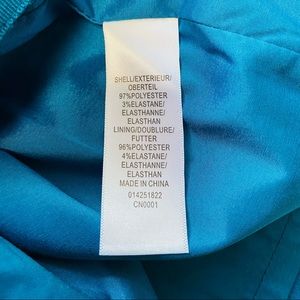 SHELL/EXTERIEUR/
OBERTEIL
97%POLYESTER
3%ELASTANE/
ELASTHANNE/
ELASTHAN
LINING/DOUBLURE/
FUTTER
96%POLYESTER
4%ELASTANE/
ELASTHANNE/
ELASTHAN
MADE IN CHINA
014251822
CN0001